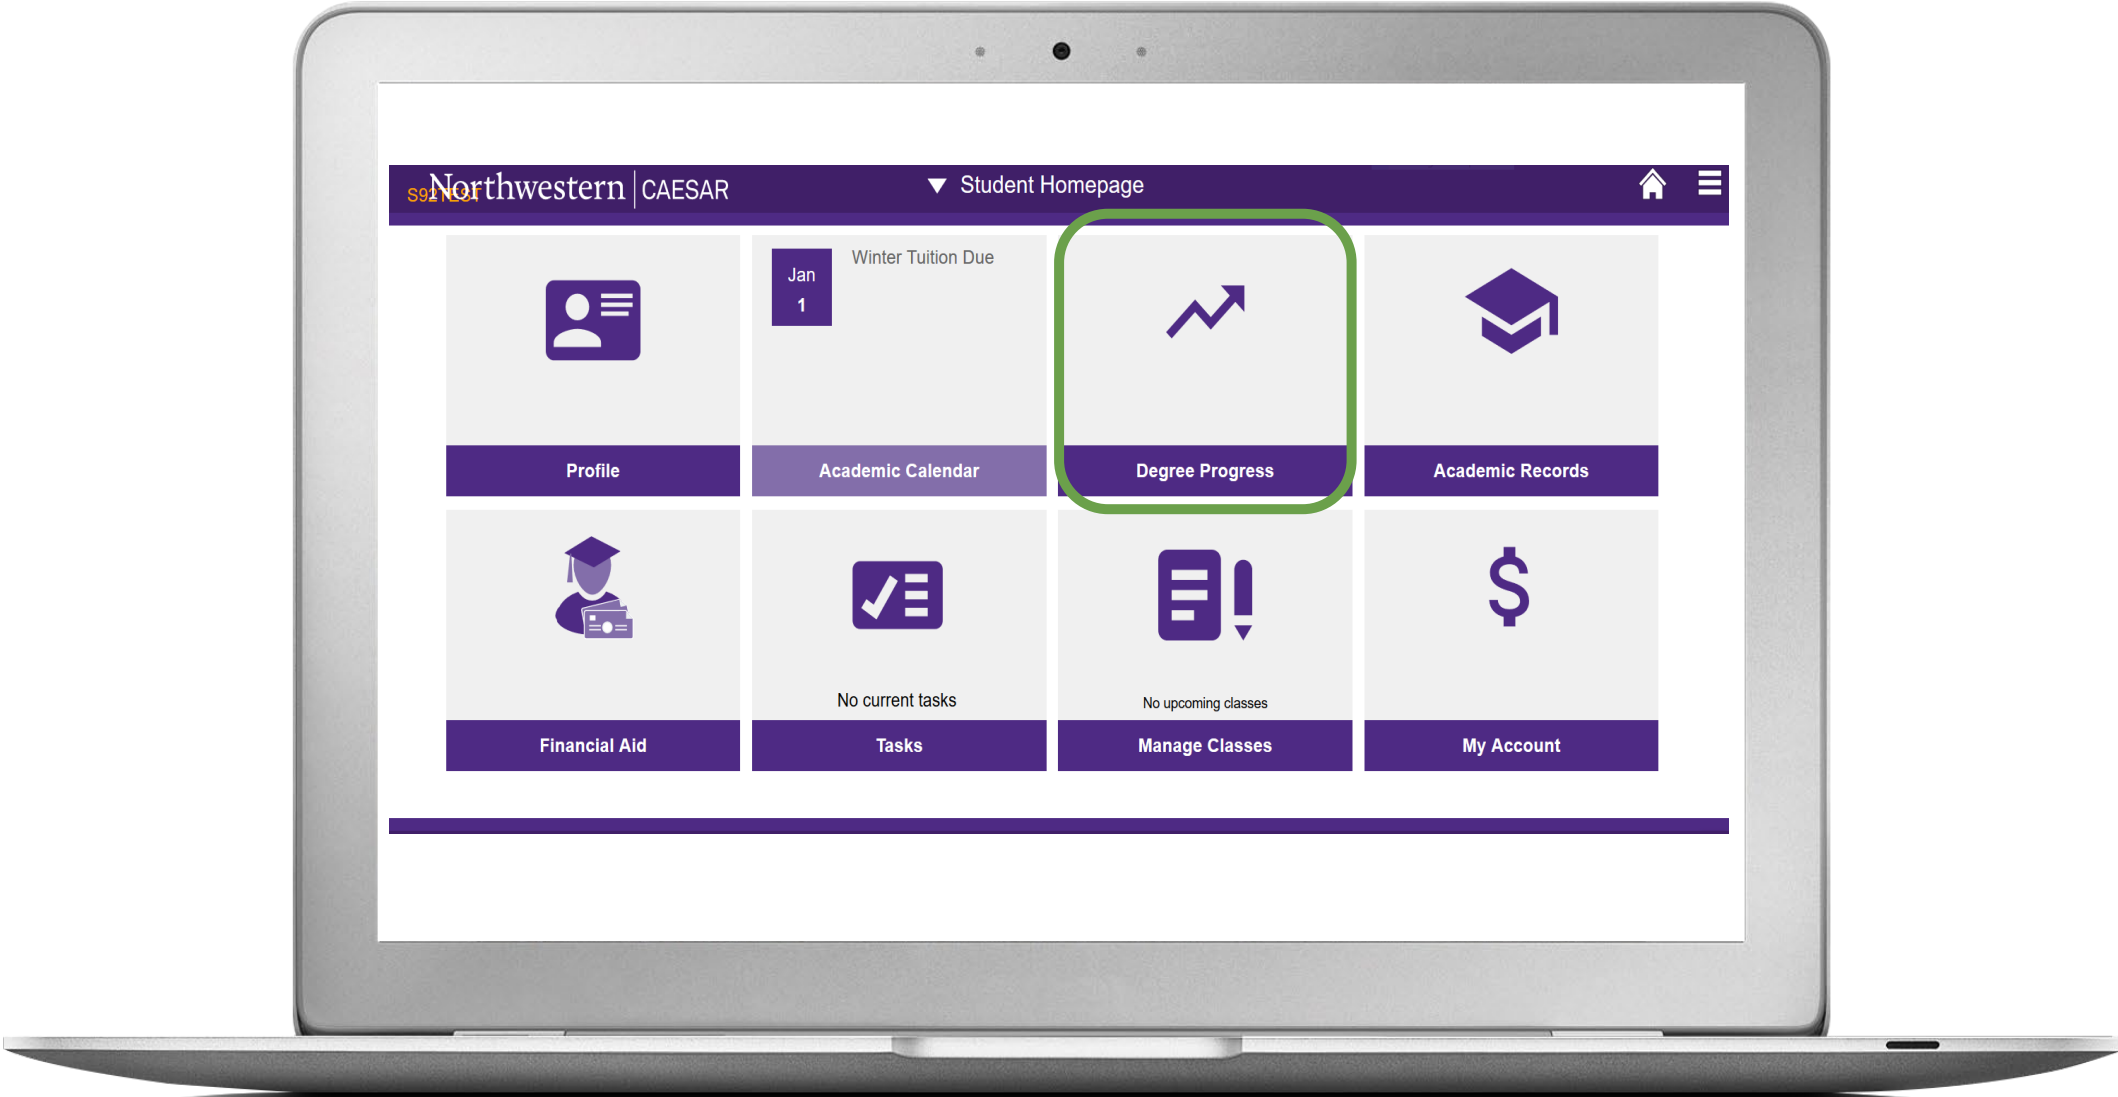 S92TEST
Northwestern | CAESAR
Student Homepage
Jan
1
Winter Tuition Due
Profile
Academic Calendar
Degree Progress
Academic Records
No current tasks
No upcoming classes
Financial Aid
Tasks
Manage Classes
My Account